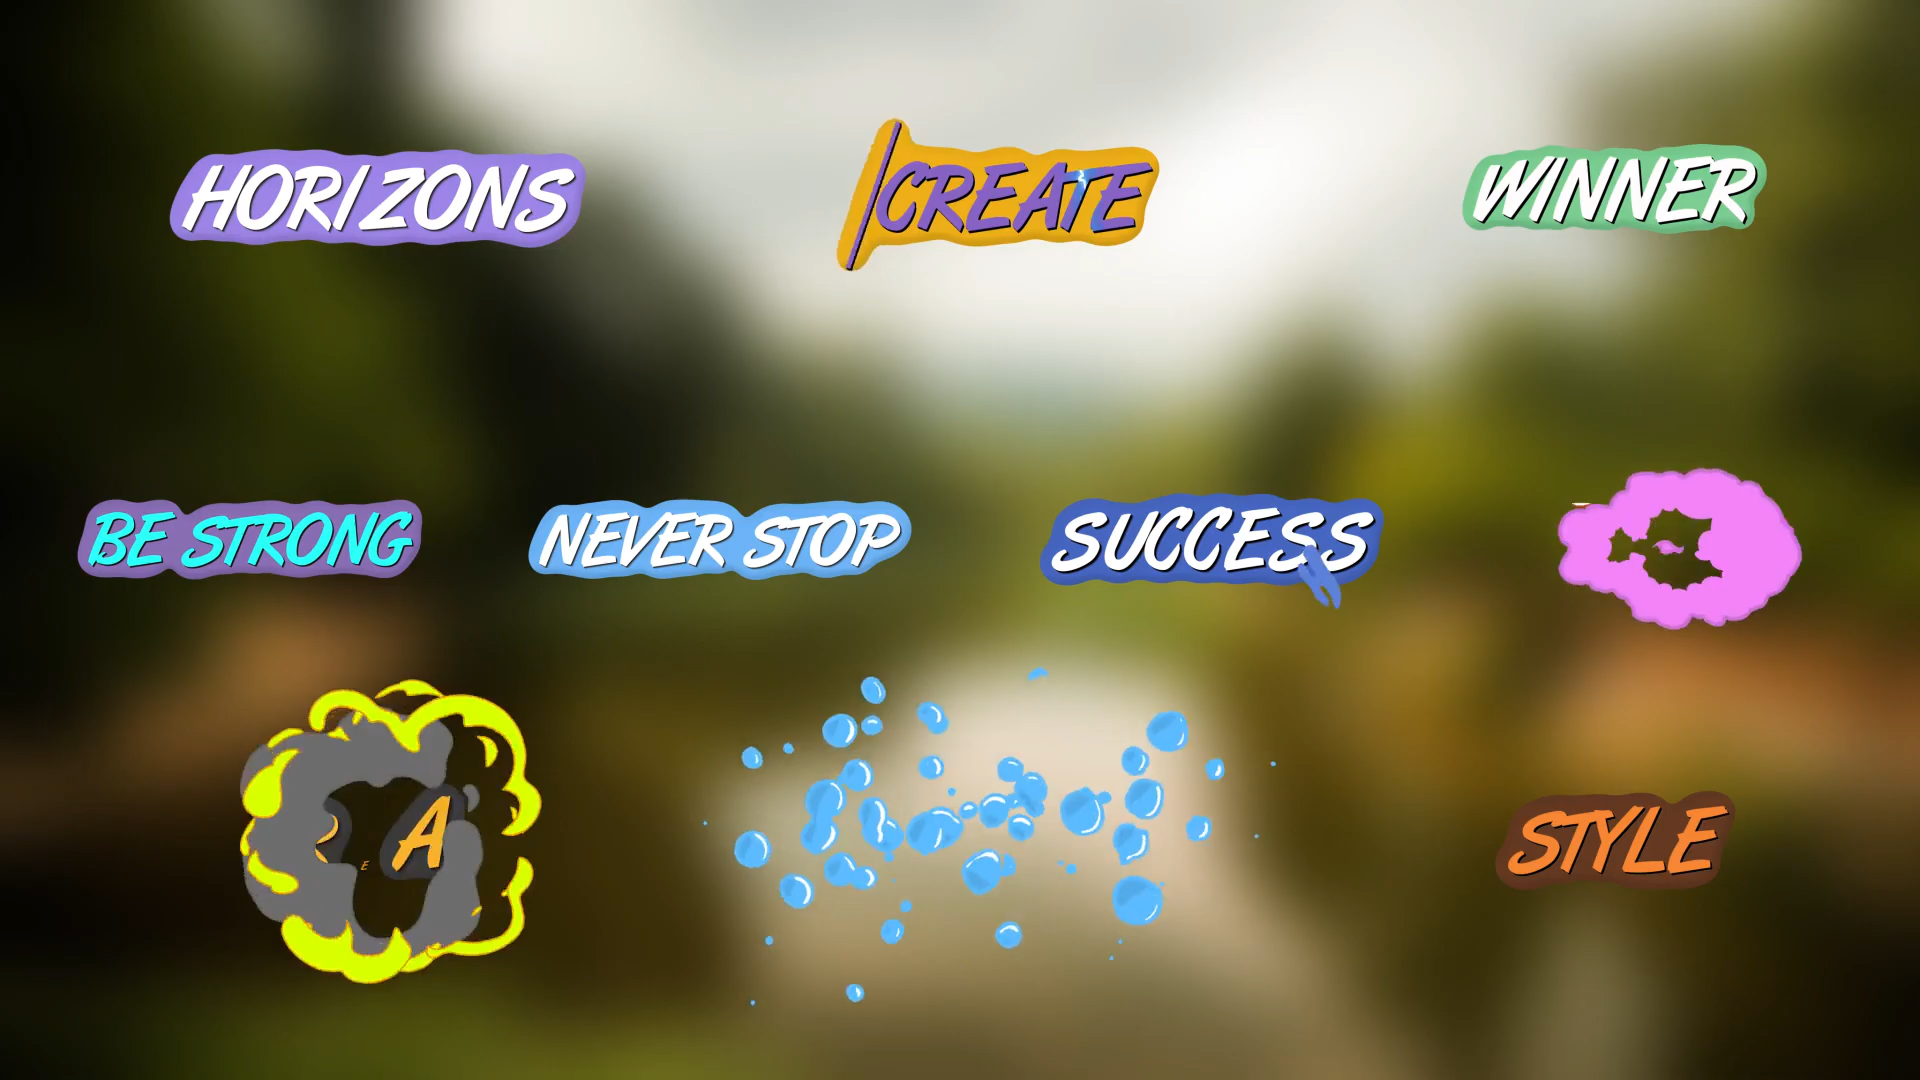 HORIZONS
CREATE
WINNER
BE STRONG
NEVER STOP
SUCCESS
E A
STYLE